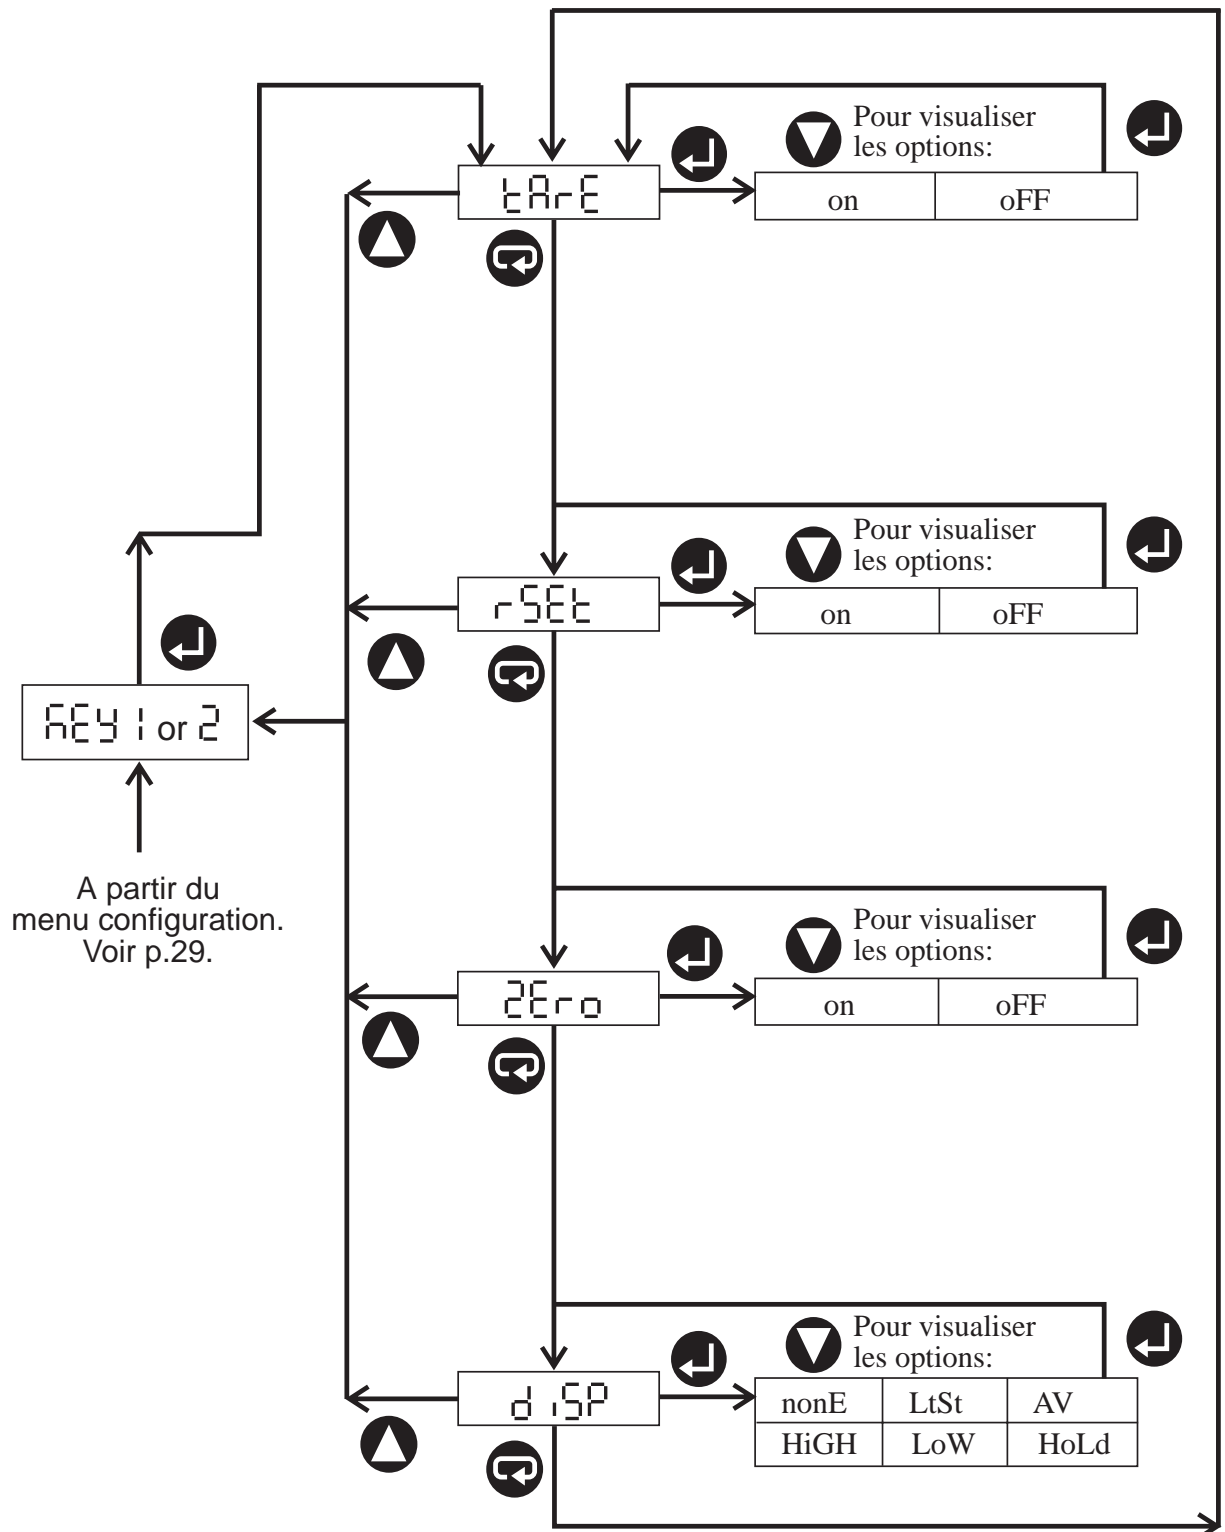 Pour visualiser
les options:
tArE
on oFF
Pour visualiser
les options:
rSEt
on oFF
KEY 1 or 2
A partir du
menu configuration.
Voir p.29.
Pour visualiser
les options:
2Ero
on oFF
Pour visualiser
les options:
diSP
nonE LtSt AV
HiGH LoW HoLd